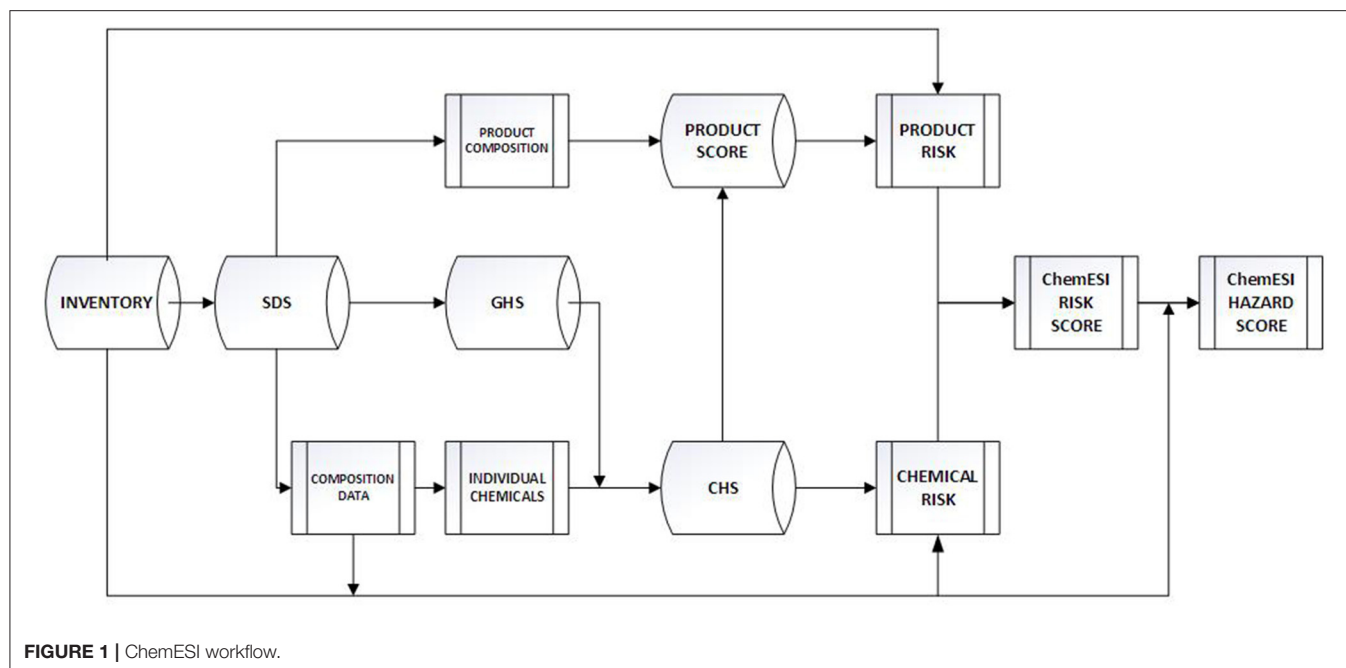 PRODUCT
COMPOSITION
PRODUCT
SCORE
PRODUCT
RISK
INVENTORY
SDS
GHS
ChemESI
RISK
SCORE
ChemESI
HAZARD
SCORE
COMPOSITION
DATA
INDIVIDUAL
CHEMICALS
CHS
CHEMICAL
RISK
FIGURE 1 | ChemESI workflow.